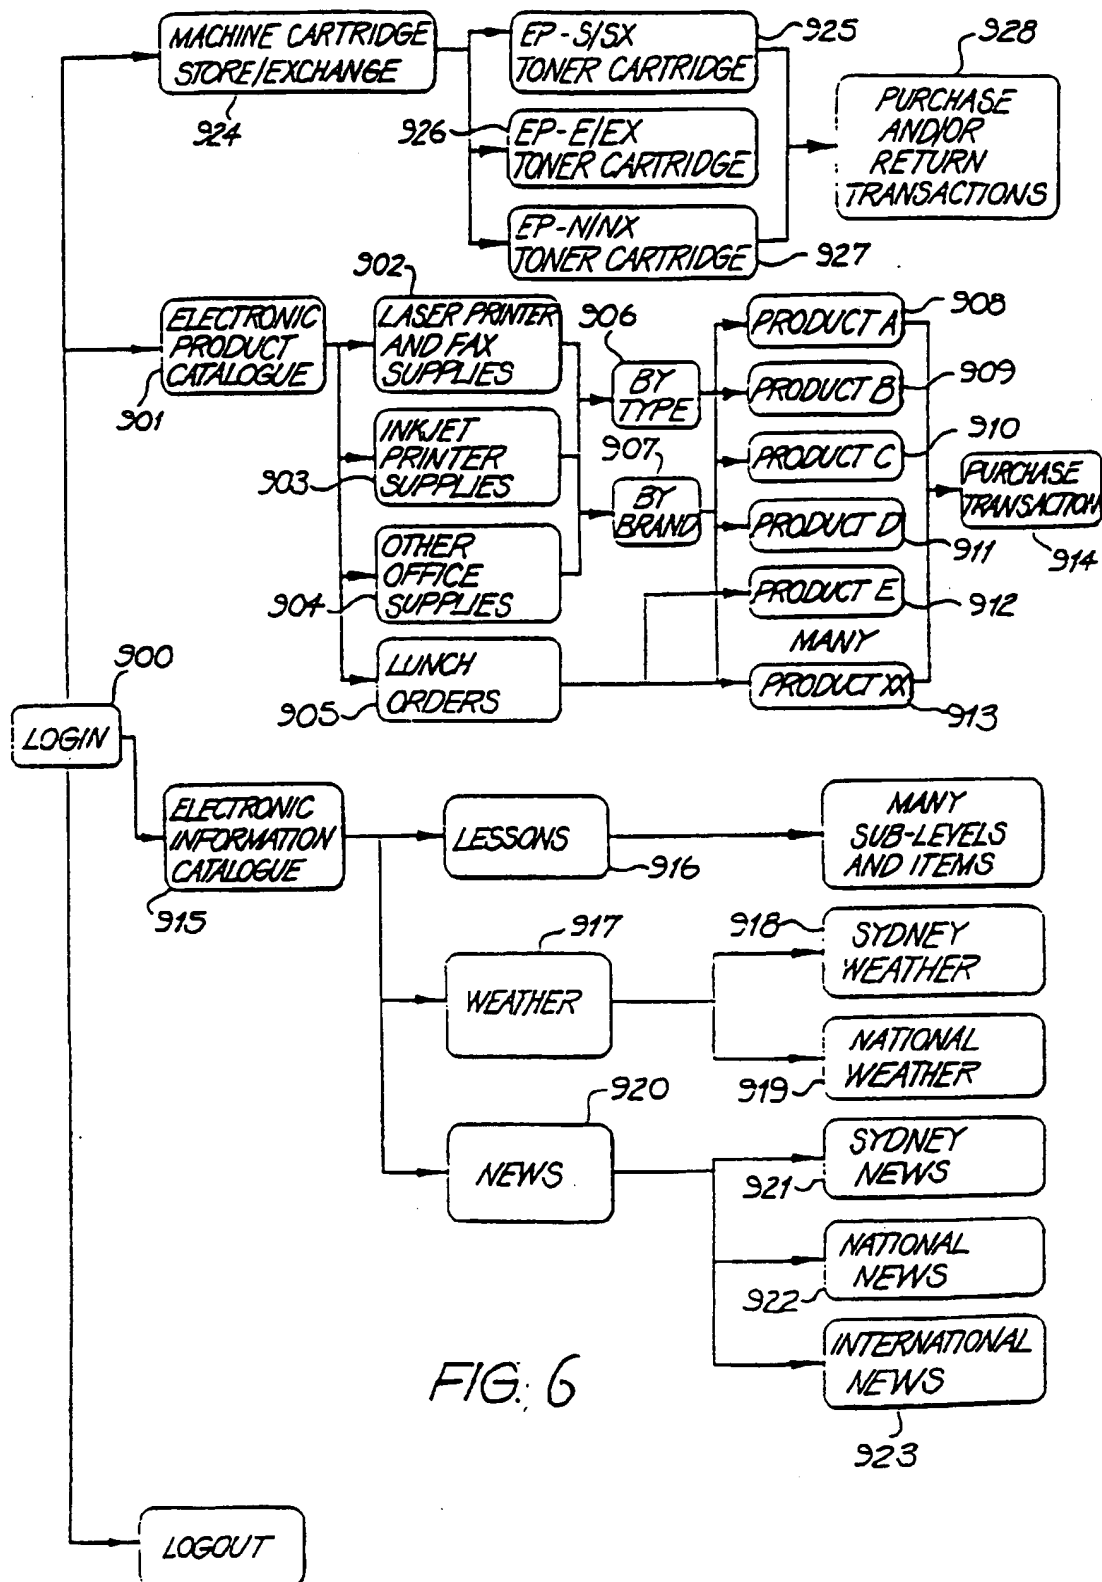 MACHINE CARTRIDGE
STORE/EXCHANGE
924
EP-S/SX
TONER CARTRIDGE
925
926
EP-E/EX
TONER CARTRIDGE
EP-N/NX
TONER CARTRIDGE
927
928
PURCHASE
AND/OR
RETURN
TRANSACTIONS
ELECTRONIC
PRODUCT
CATALOGUE
901
902
LASER PRINTER
AND FAX
SUPPLIES
INKJET
PRINTER
SUPPLIES
903
OTHER
OFFICE
SUPPLIES
904
LUNCH
ORDERS
905
906
BY
TYPE
907
BY
BRAND
PRODUCT A
908
PRODUCT B
909
PRODUCT C
910
PRODUCT D
911
PRODUCT E
912
MANY
PRODUCT XX
913
PURCHASE
TRANSACTION
914
900
LOGIN
ELECTRONIC
INFORMATION
CATALOGUE
915
LESSONS
916
MANY
SUB-LEVELS
AND ITEMS
917
WEATHER
918
SYDNEY
WEATHER
NATIONAL
WEATHER
919
920
NEWS
SYDNEY
NEWS
921
NATIONAL
NEWS
922
INTERNATIONAL
NEWS
923
FIG. 6
LOGOUT